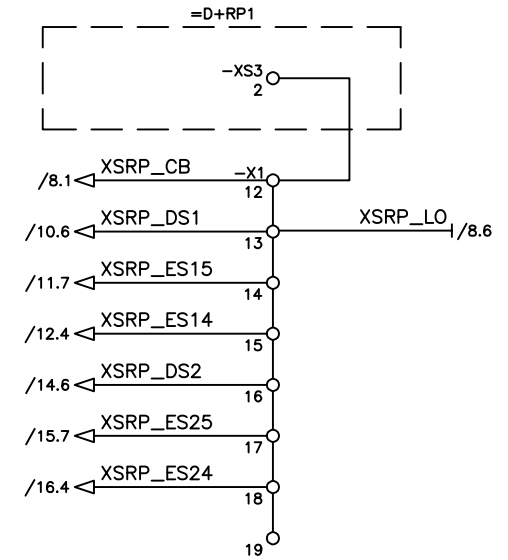 =D+RP1
-XS3
2
XSRP_CB
-X1
/8.1
12
XSRP_DS1
XSRP_LO
/10.6
/8.6
13
XSRP_ES15
/11.7
14
XSRP_ES14
/12.4
15
XSRP_DS2
/14.6
16
XSRP_ES25
/15.7
17
XSRP_ES24
/16.4
18
19